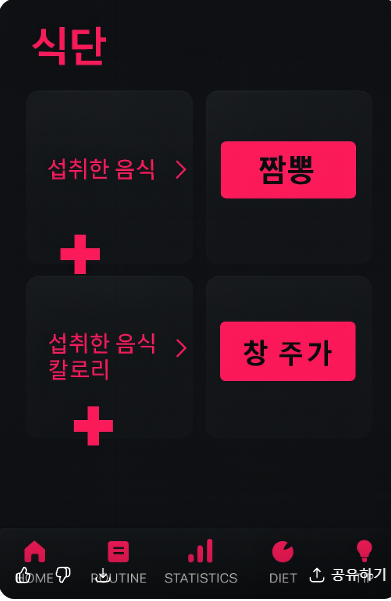 식단
섭취한 음식
짬뽕
섭취한 음식
칼로리
창 주가
HOME
ROUTINE
STATISTICS
DIET
공유하기